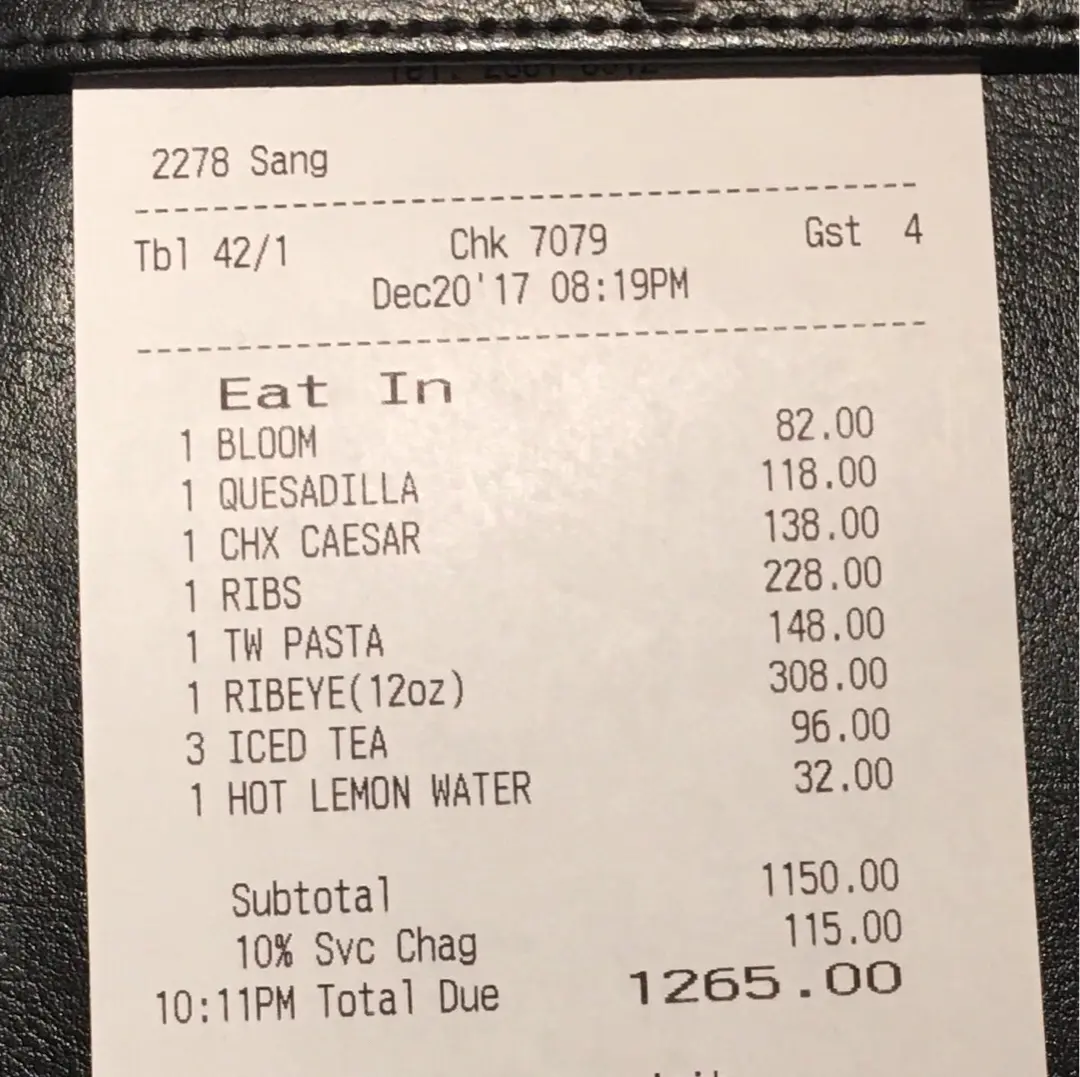 2278 Sang
Tbl 42/1 Chk 7079 Gst 4
Dec20'17 08:19PM
Eat In
1 BLOOM 82.00
1 QUESADILLA 118.00
1 CHX CAESAR 138.00
1 RIBS 228.00
1 TW PASTA 148.00
1 RIBEYE(12oz) 308.00
3 ICED TEA 96.00
1 HOT LEMON WATER 32.00
Subtotal 1150.00
10% Svc Chag 115.00
10:11PM Total Due 1265.00